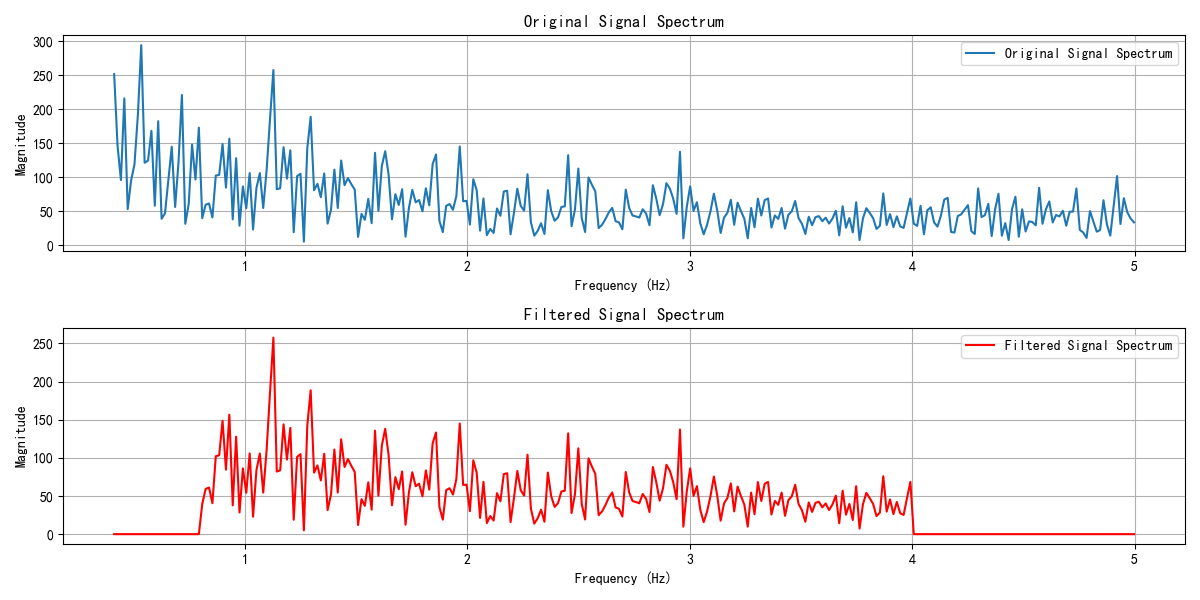 Original Signal Spectrum
300
250
200
150
100
50
0
Magnitude
Original Signal Spectrum
1 2 3 4 5
Frequency (Hz)
Filtered Signal Spectrum
250
200
150
100
50
0
Magnitude
Filtered Signal Spectrum
1 2 3 4 5
Frequency (Hz)